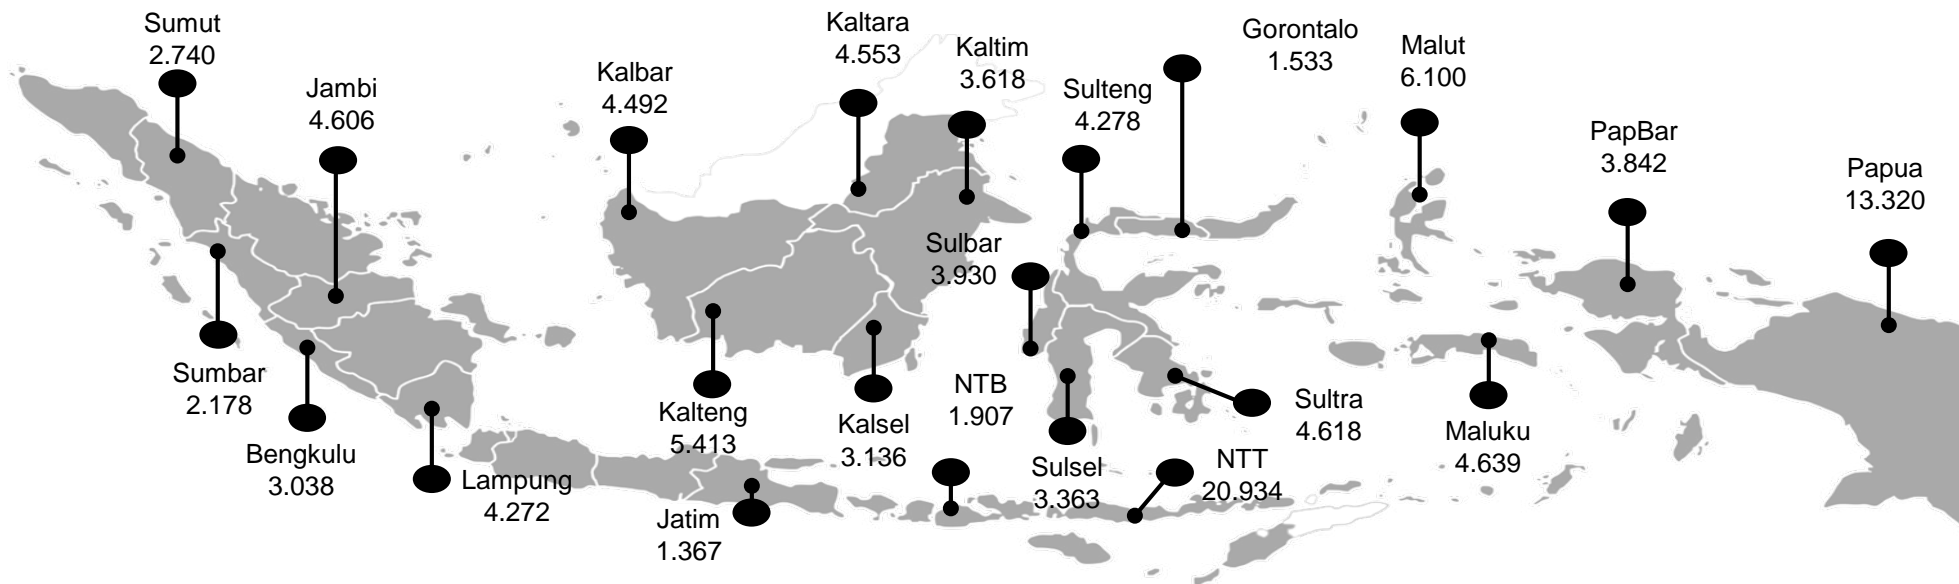 Sumut
2.740
Jambi
4.606
Kalbar
4.492
Kaltara
4.553
Kaltim
3.618
Sulteng
4.278
Gorontalo
1.533
Malut
6.100
PapBar
3.842
Papua
13.320
Sulbar
3.930
Sumbar
2.178
Bengkulu
3.038
Lampung
4.272
Kalteng
5.413
Jatim
1.367
Kalsel
3.136
NTB
1.907
Sulsel
3.363
NTT
20.934
Sultra
4.618
Maluku
4.639